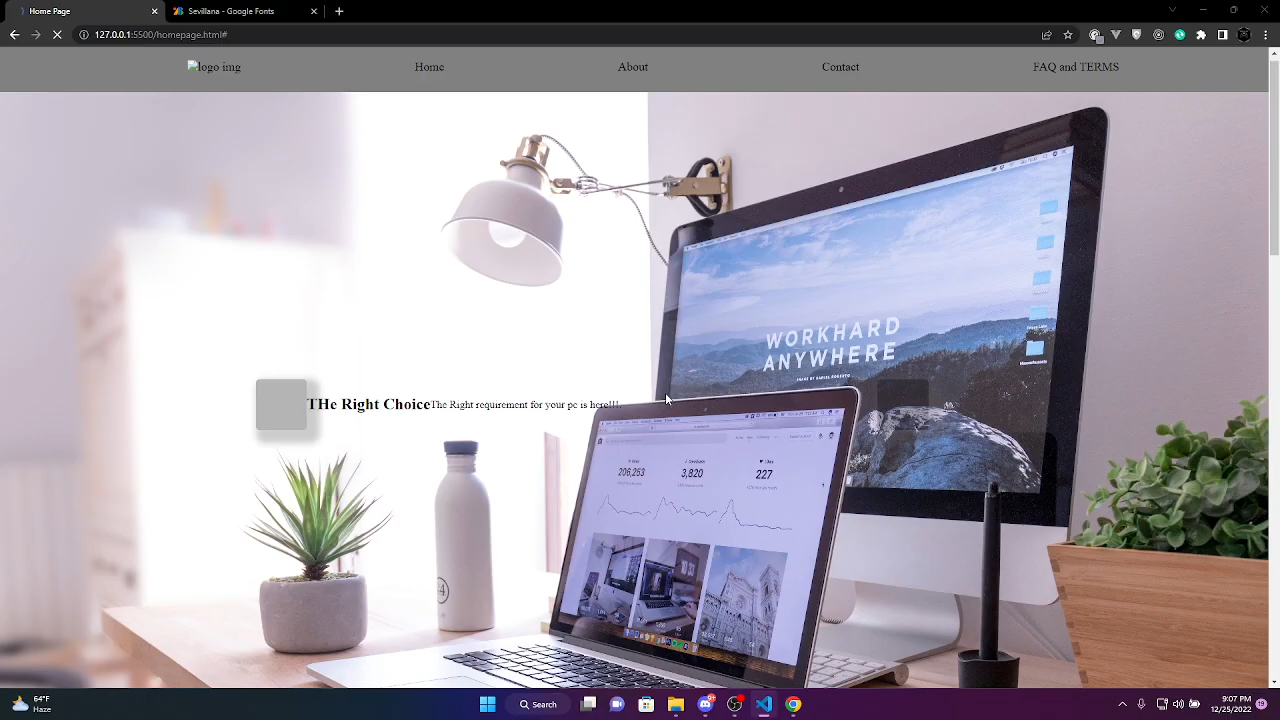 Home Page
Sevillana - Google Fonts
127.0.0.1:5500/homepage.html#
logo img
Home
About
Contact
FAQ and TERMS
WORKHARD
ANYWHERE
THe Right Choice The Right requirement for your pc is here!!!.
206,253
3,820
227
64°F
Haze
Search
9:07 PM
12/25/2022